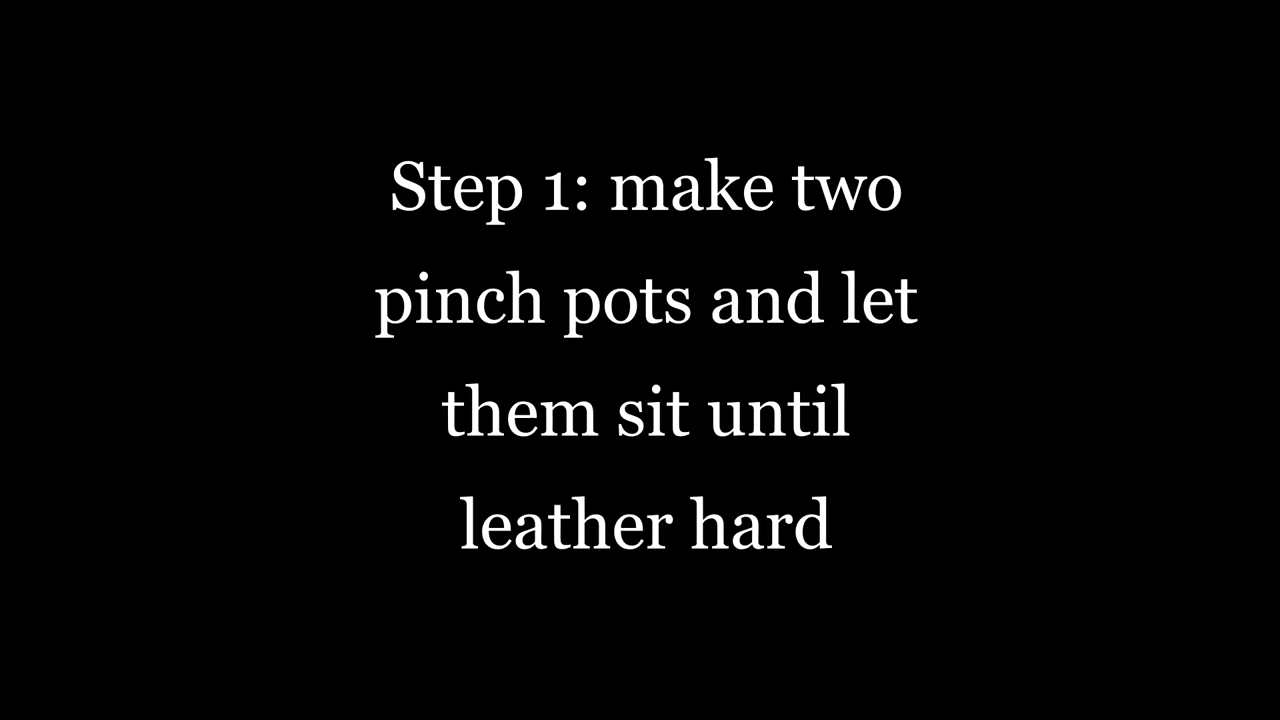 Step 1: make two
pinch pots and let
them sit until
leather hard